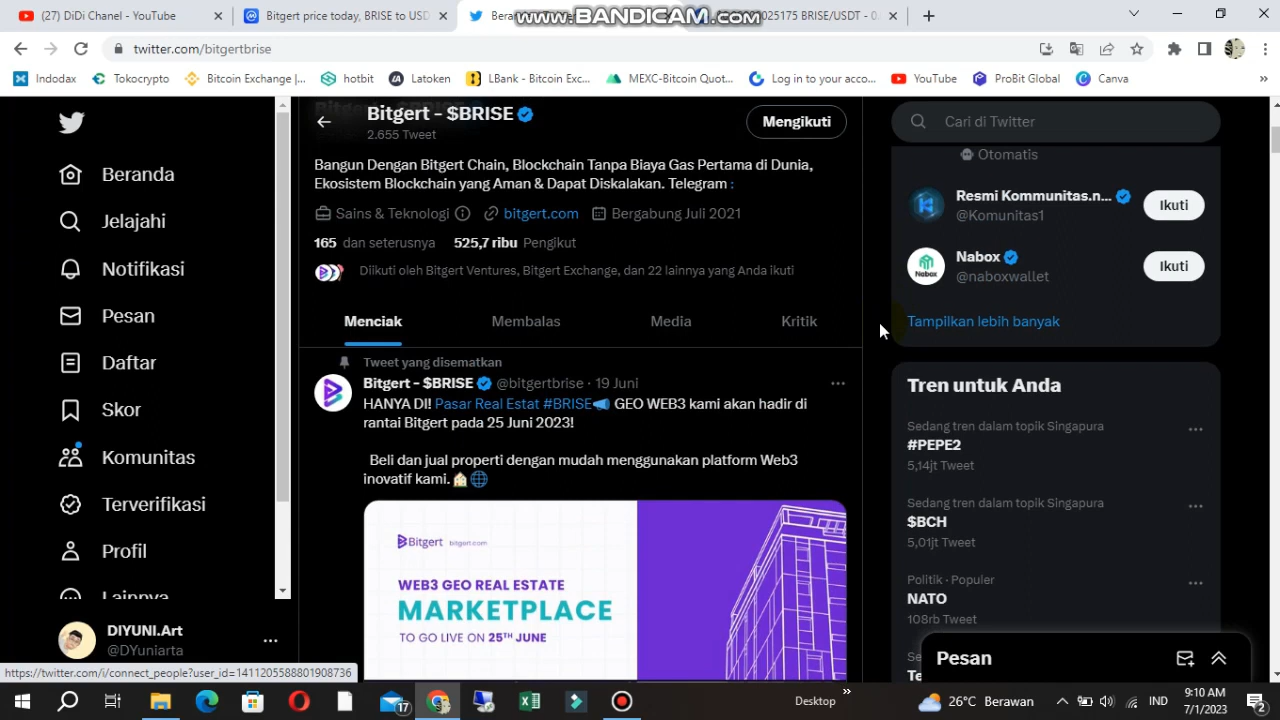 (27) DiDi Chanel - YouTube
Bitgert price today, BRISE to USD
www.BANDICAM.com
025175 BRISE/USDT - 0.
twitter.com/bitgertbrise
Indodax
Tokocrypto
Bitcoin Exchange |...
hotbit
Latoken
LBank - Bitcoin Exc...
MEXC-Bitcoin Quot...
Log in to your acco...
YouTube
ProBit Global
Canva
»
Beranda
Jelajahi
Notifikasi
Pesan
Daftar
Skor
Komunitas
Terverifikasi
Profil
Lainnya
DIYUNI.Art
@DYuniarta
https://twitter.com/i/connect_people?user_id=1411205588801908736
Bitgert - $BRISE
2.655 Tweet
Mengikuti
Bangun Dengan Bitgert Chain, Blockchain Tanpa Biaya Gas Pertama di Dunia,
Ekosistem Blockchain yang Aman & Dapat Diskalakan. Telegram :
Sains & Teknologi bitgert.com Bergabung Juli 2021
165 dan seterusnya 525,7 ribu Pengikut
Diikuti oleh Bitgert Ventures, Bitgert Exchange, dan 22 lainnya yang Anda ikuti
Menciak Membalas Media Kritik
Tweet yang disematkan
Bitgert - $BRISE @bitgertbrise · 19 Juni
HANYA DI! Pasar Real Estat #BRISE📣 GEO WEB3 kami akan hadir di
rantai Bitgert pada 25 Juni 2023!
Beli dan jual properti dengan mudah menggunakan platform Web3
inovatif kami.🏠🌐
Bitgert bitgert.com
WEB3 GEO REAL ESTATE
MARKETPLACE
TO GO LIVE ON 25TH JUNE
Cari di Twitter
Otomatis
Resmi Kommunitas.n...
@Komunitas1
Ikuti
Nabox
Nabox
@naboxwallet
Ikuti
Tampilkan lebih banyak
Tren untuk Anda
Sedang tren dalam topik Singapura
#PEPE2
5,14jt Tweet
Sedang tren dalam topik Singapura
$BCH
5,01jt Tweet
Politik · Populer
NATO
108rb Tweet
Pesan
17
Desktop
»
26°C Berawan
IND
9:10 AM
7/1/2023
2